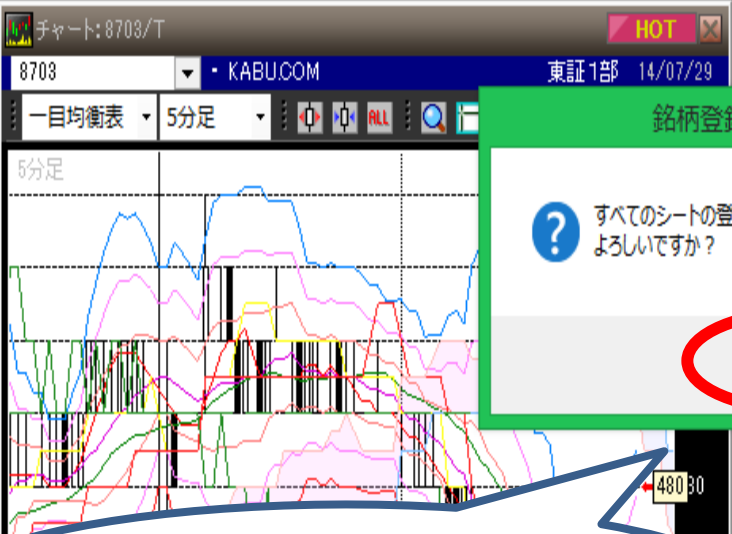 チャート:8703/T
HOT
8703
・ KABU.COM
東証1部 14/07/29
一目均衡表
5分足
ALL
銘柄登
5分足
?
すべてのシートの登
よろしいですか?
480
30